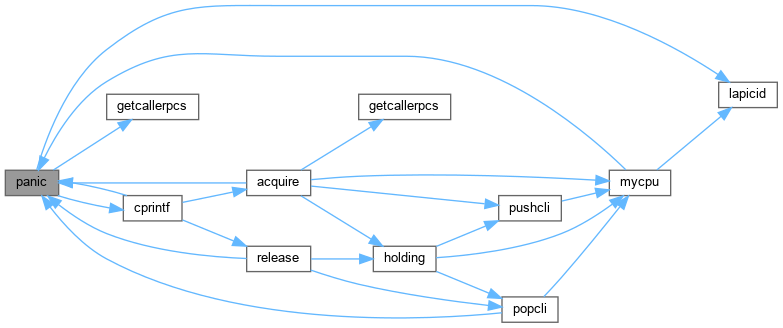 lapicid
getcallerpcs
getcallerpcs
panic
acquire
mycpu
cprintf
pushcli
release
holding
popcli